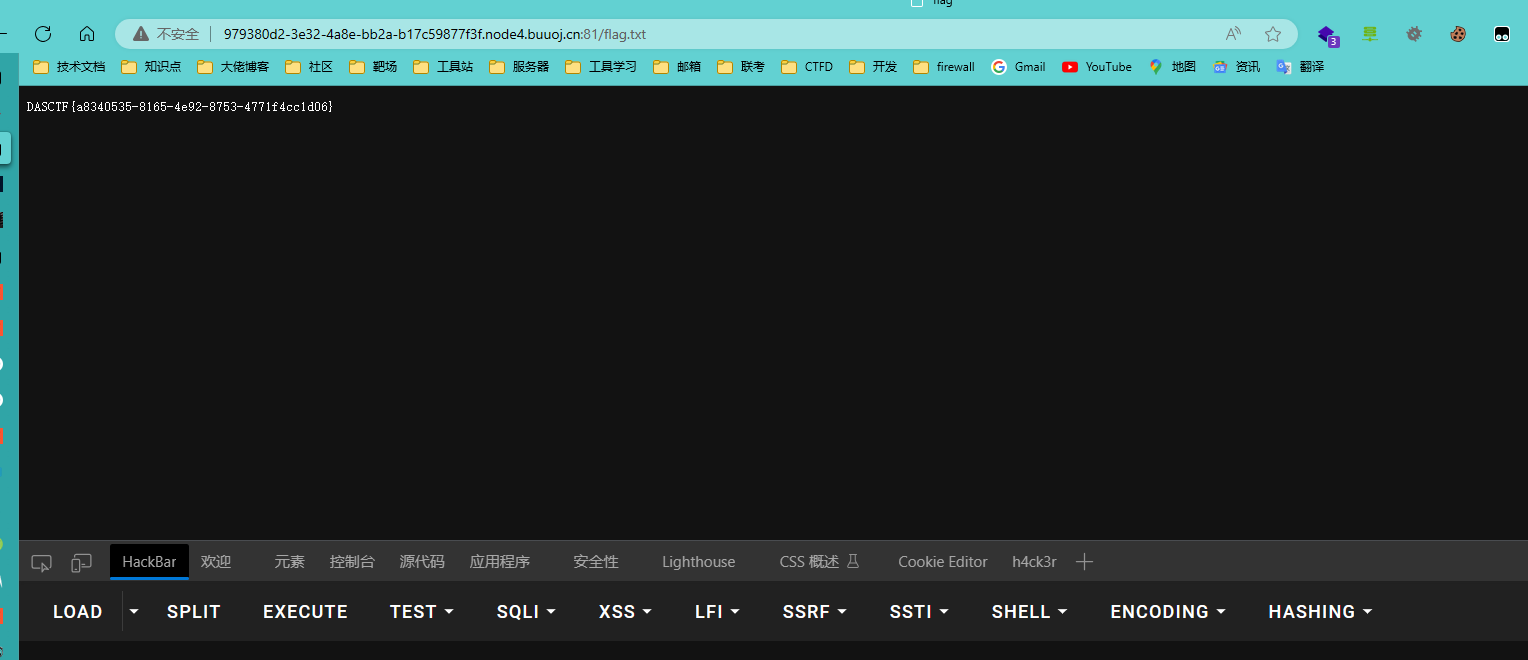 flag
不安全 979380d2-3e32-4a8e-bb2a-b17c59877f3f.node4.buuoj.cn:81/flag.txt A 3
技术文档 知识点 大佬博客 社区 靶场 工具站 服务器 工具学习 邮箱 联考 CTFD 开发 firewall Gmail YouTube 地图 资讯 翻译
DASCTF{a8340535-8165-4e92-8753-4771f4cc1d06}
HackBar 欢迎 元素 控制台 源代码 应用程序 安全性 Lighthouse CSS 概述 Cookie Editor h4ck3r
LOAD SPLIT EXECUTE TEST SQLI XSS LFI SSRF SSTI SHELL ENCODING HASHING